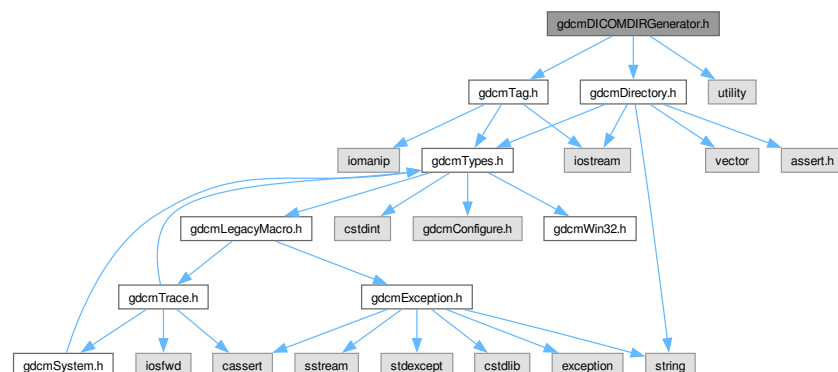 gdcmDICOMDIRGenerator.h
gdcmTag.h
gdcmDirectory.h
utility
iomanip
gdcmTypes.h
iostream
vector
assert.h
gdcmLegacyMacro.h
cstdint
gdcmConfigure.h
gdcmWin32.h
gdcmTrace.h
gdcmException.h
gdcmSystem.h
iosfwd
cassert
sstream
stdexcept
cstdlib
exception
string